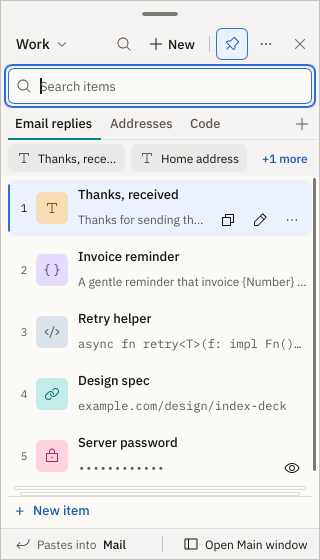 Work
New
Search items
Email replies
Addresses
Code
Thanks, rece...
Home address
+1 more
1
Thanks, received
Thanks for sending th...
2
Invoice reminder
A gentle reminder that invoice {Number} ...
3
Retry helper
async fn retry<T>(f: impl Fn()...
4
Design spec
example.com/design/index-deck
5
Server password
••••••••••••
+ New item
Pastes into Mail
Open Main window